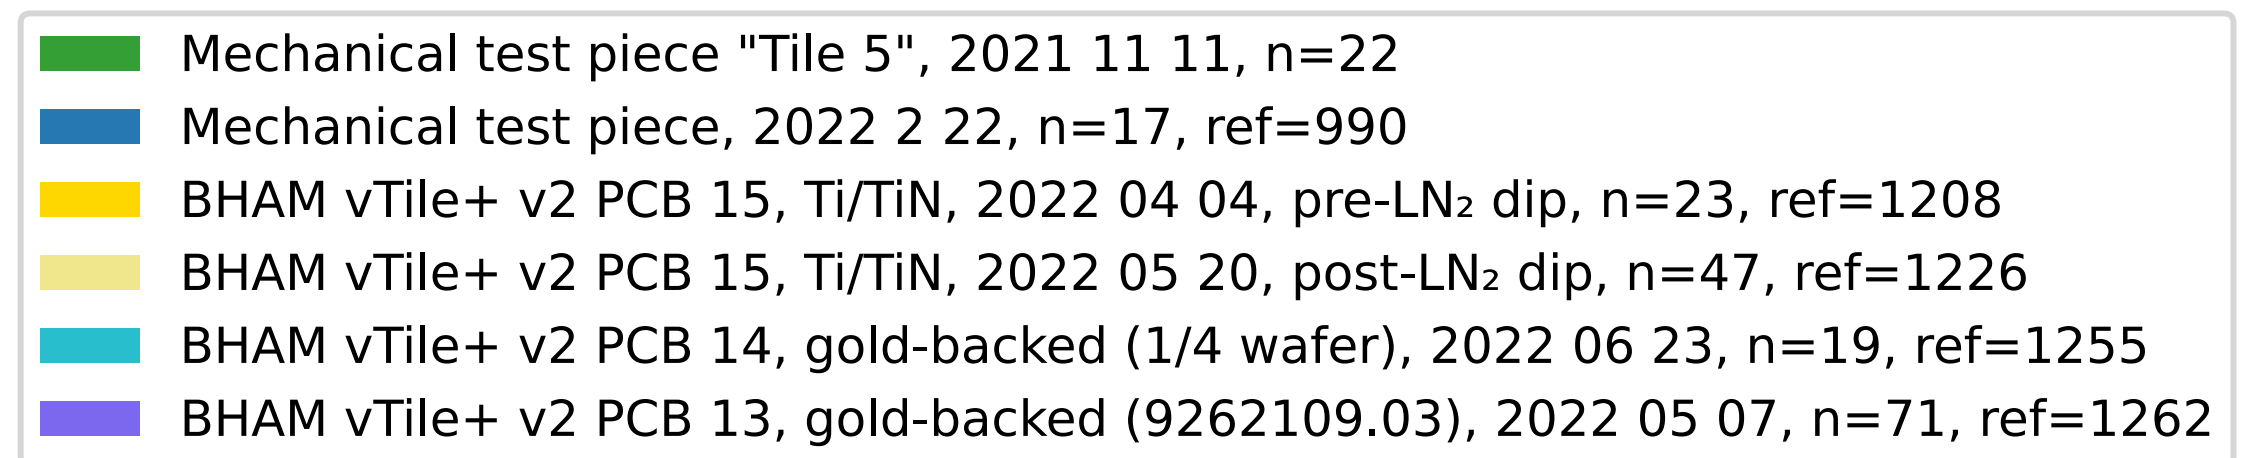 Mechanical test piece "Tile 5", 2021 11 11, n=22
Mechanical test piece, 2022 2 22, n=17, ref=990
BHAM vTile+ v2 PCB 15, Ti/TiN, 2022 04 04, pre-LN₂ dip, n=23, ref=1208
BHAM vTile+ v2 PCB 15, Ti/TiN, 2022 05 20, post-LN₂ dip, n=47, ref=1226
BHAM vTile+ v2 PCB 14, gold-backed (1/4 wafer), 2022 06 23, n=19, ref=1255
BHAM vTile+ v2 PCB 13, gold-backed (9262109.03), 2022 05 07, n=71, ref=1262